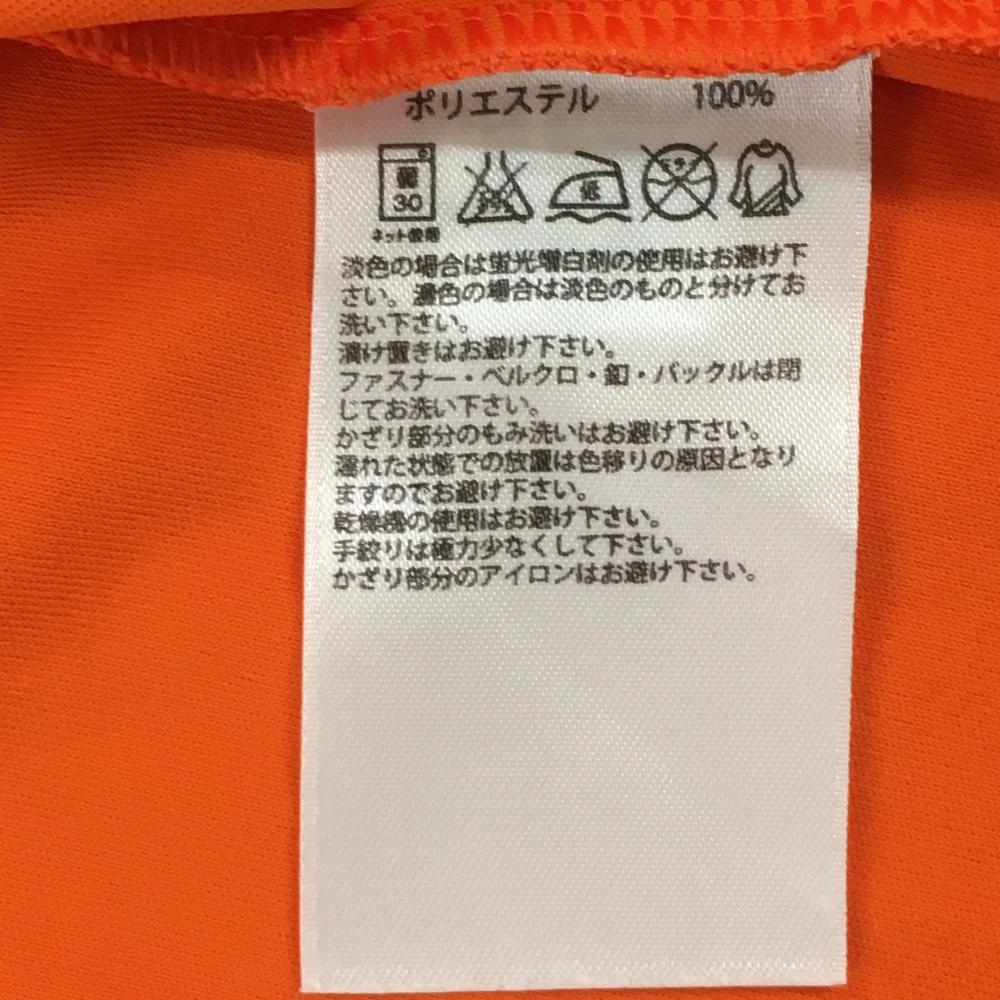 ポリエステル 100%
弱
30
ネット使用
エンソ
サラシ
低
ドライ
淡色の場合は蛍光増白剤の使用はお避け下
さい。濃色の場合は淡色のものと分けてお
洗い下さい。
漬け置きはお避け下さい。
ファスナー・ベルクロ・釦・バックルは閉
じてお洗い下さい。
かざり部分のもみ洗いはお避け下さい。
濡れた状態での放置は色移りの原因となり
ますのでお避け下さい。
乾燥機の使用はお避け下さい。
手絞りは極力少なくして下さい。
かざり部分のアイロンはお避け下さい。